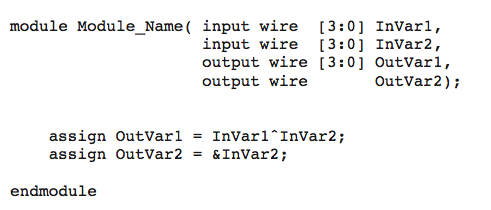 module Module_Name( input wire [3:0] InVar1,
input wire [3:0] InVar2,
output wire [3:0] OutVar1,
output wire OutVar2);
assign OutVar1 = InVar1^InVar2;
assign OutVar2 = &InVar2;
endmodule